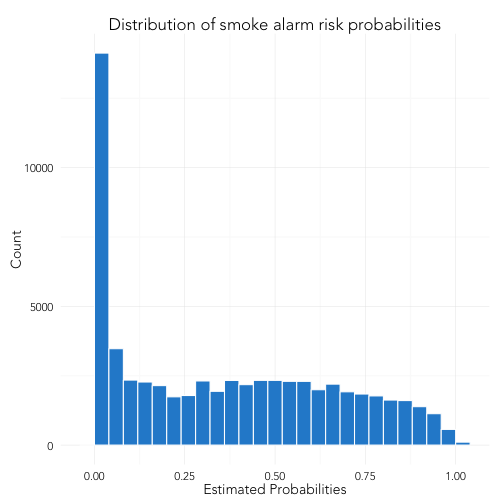 Distribution of smoke alarm risk probabilities
Count
10000
5000
0
0.00 0.25 0.50 0.75 1.00
Estimated Probabilities